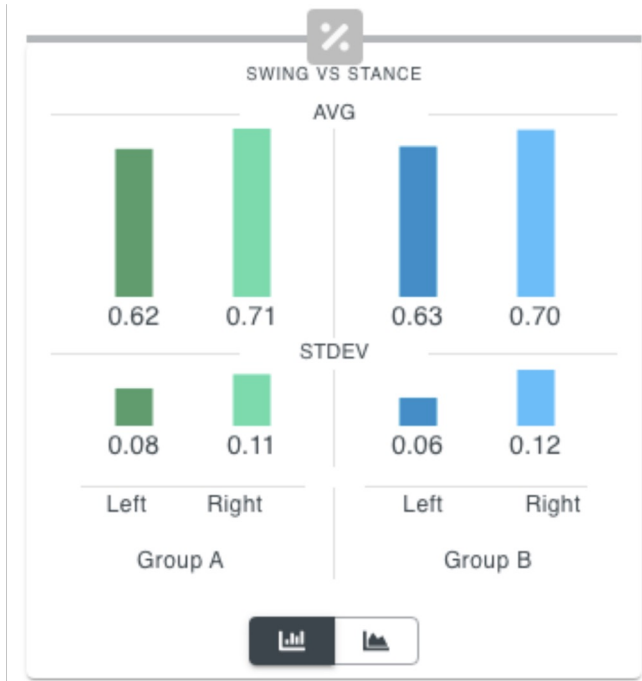 SWING VS STANCE
AVG
0.62 0.71 0.63 0.70
STDEV
0.08 0.11 0.06 0.12
Left Right Left Right
Group A Group B